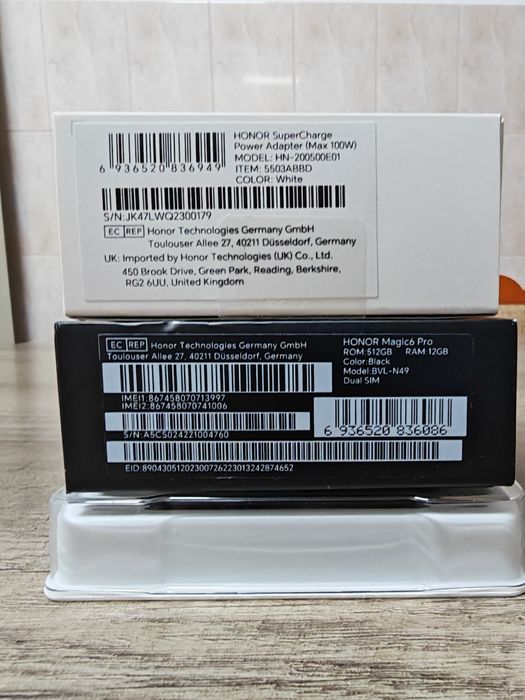 HONOR SuperCharge
Power Adapter (Max 100W)
MODEL: HN-200500E01
ITEM: 5503ABBD
COLOR: White
6 936520 836949
S/N:JK47LWQ2300179
EC REP Honor Technologies Germany GmbH
Toulouser Allee 27, 40211 Düsseldorf, Germany
UK: Imported by Honor Technologies (UK) Co., Ltd.
450 Brook Drive, Green Park, Reading, Berkshire,
RG2 6UU, United Kingdom
EC REP Honor Technologies Germany GmbH
Toulouser Allee 27, 40211 Düsseldorf, Germany
HONOR Magic6 Pro
ROM:512GB RAM:12GB
Color:Black
Model:BVL-N49
Dual SIM
IMEI1:867458070713997
IMEI2:867458070741006
S/N:A5CS024221004760
6 936520 836086
EID:89043051202300726223013242874652